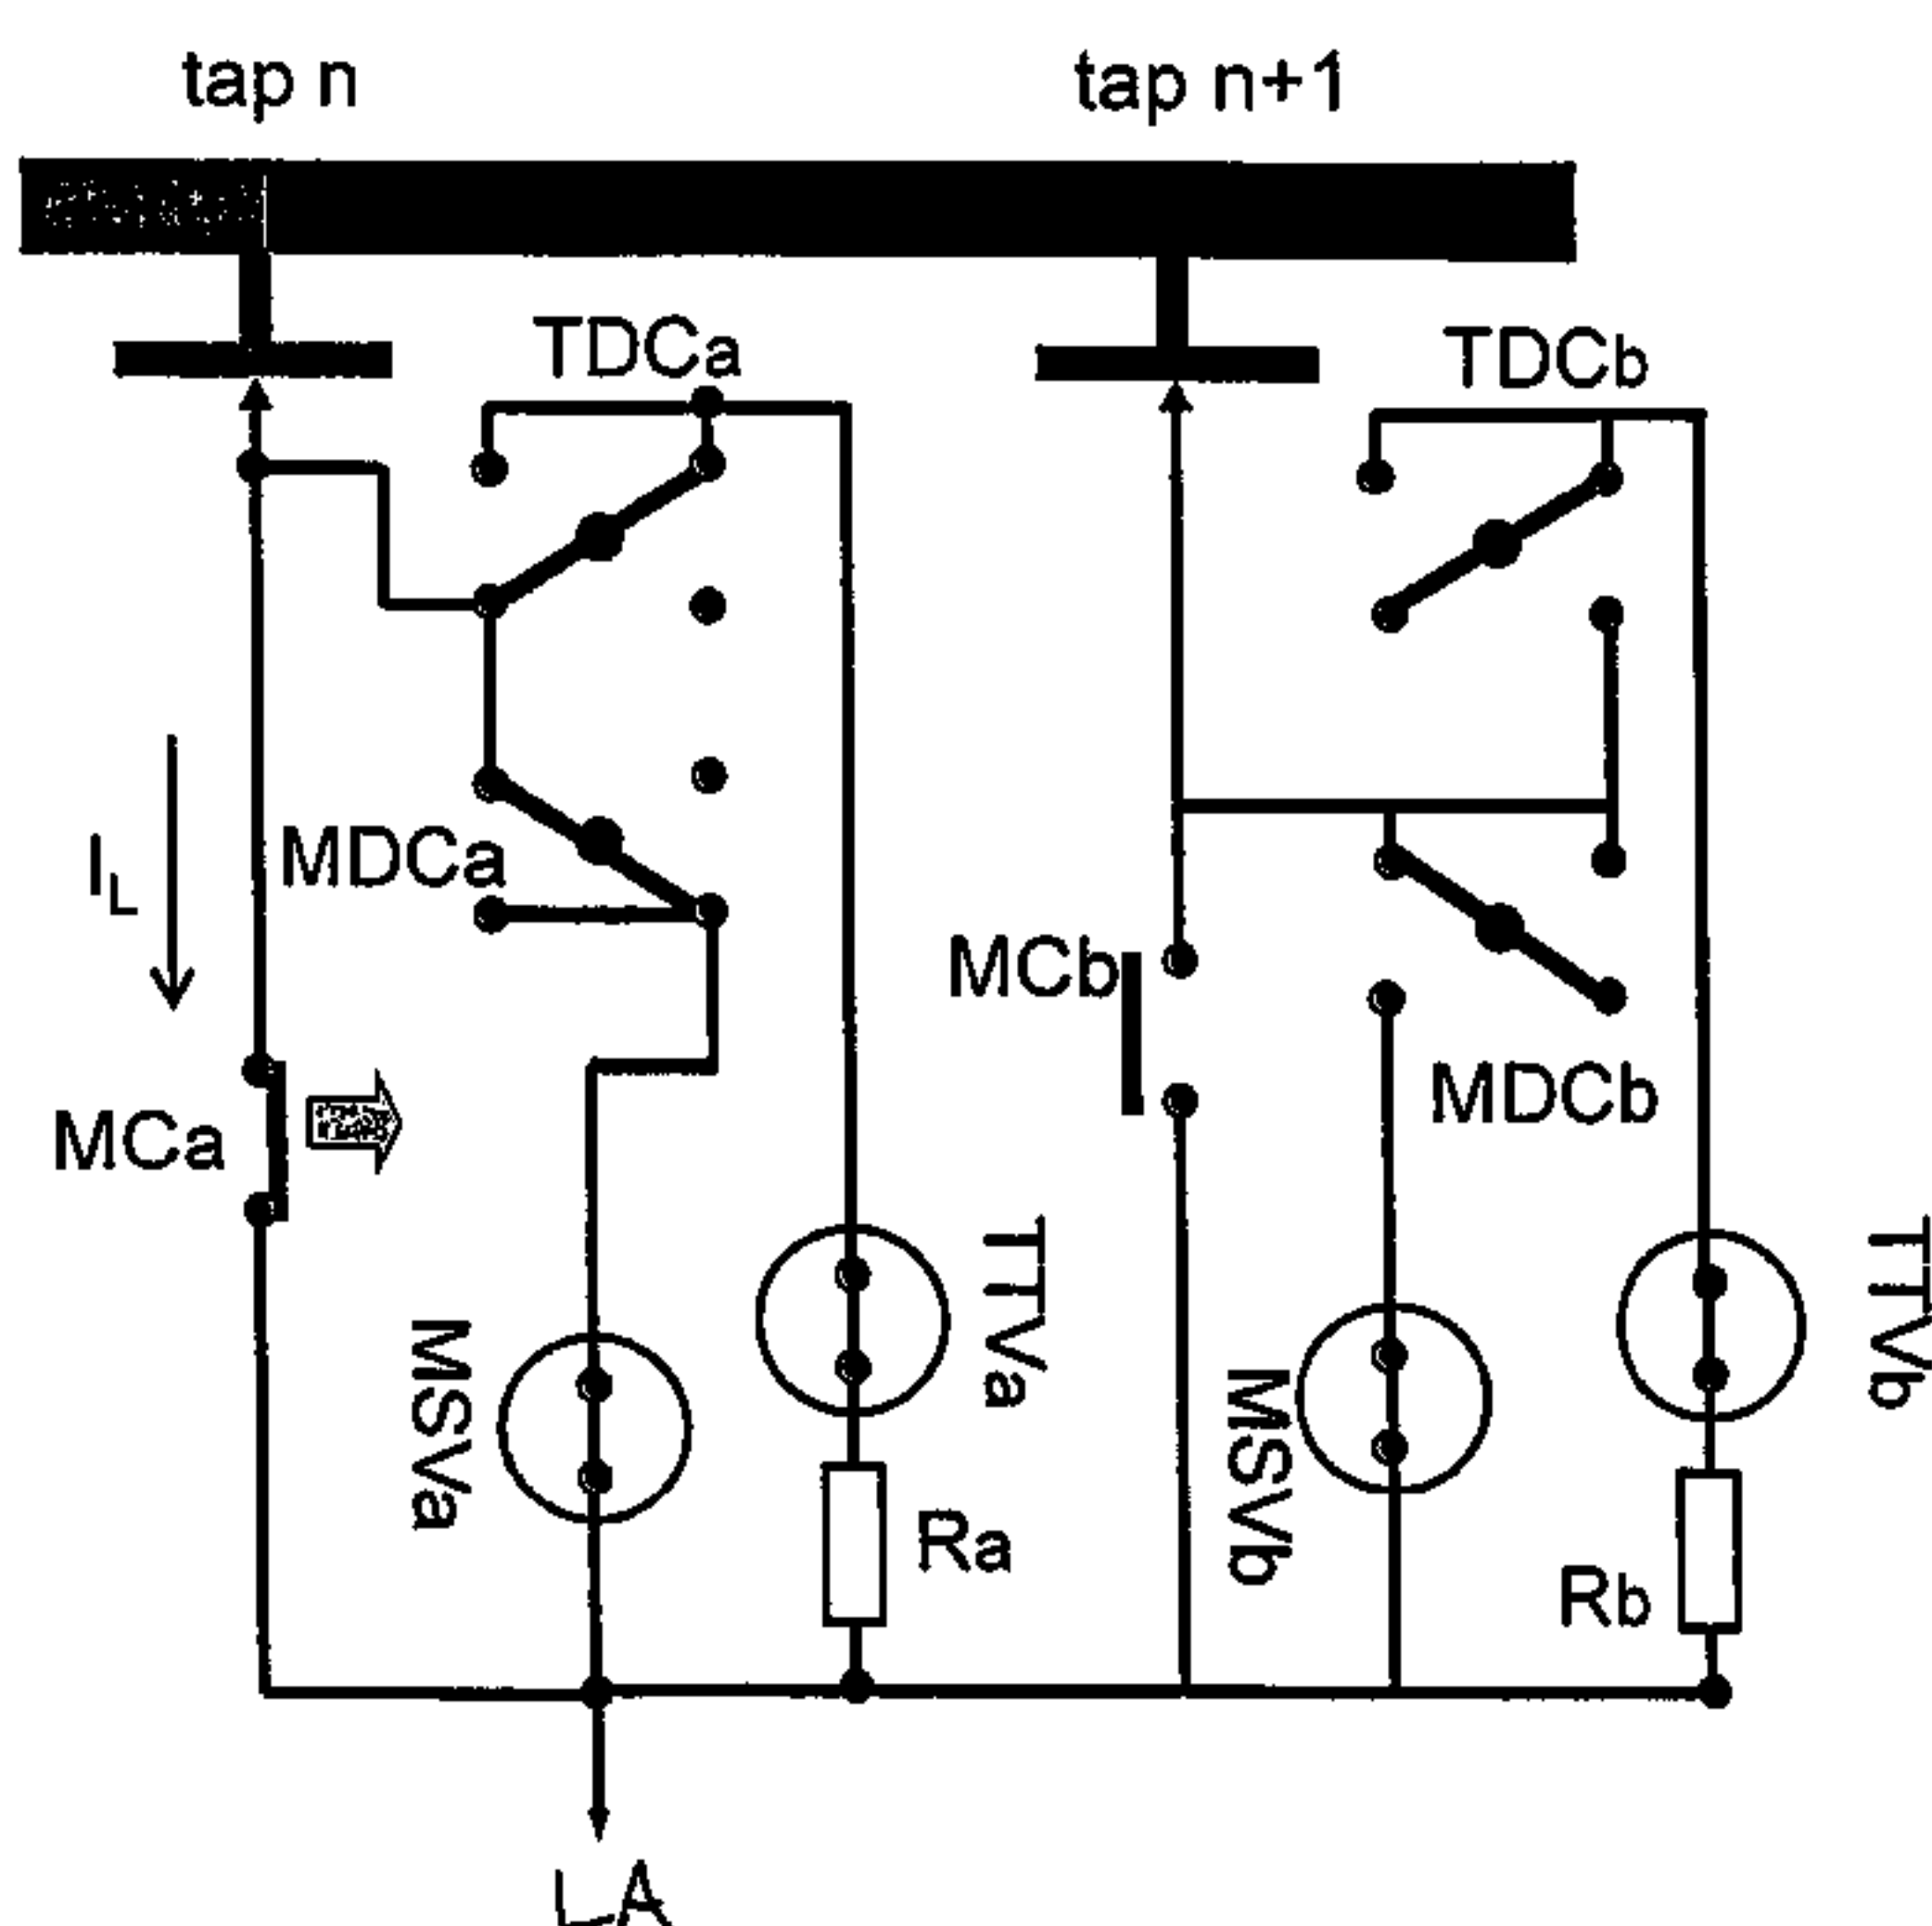 tap n
tap n+1
TDCa
TDCb
MDCa
IL
MCb
MDCb
MCa
TTVa
TTVb
MSVa
MSVb
Ra
Rb
LA